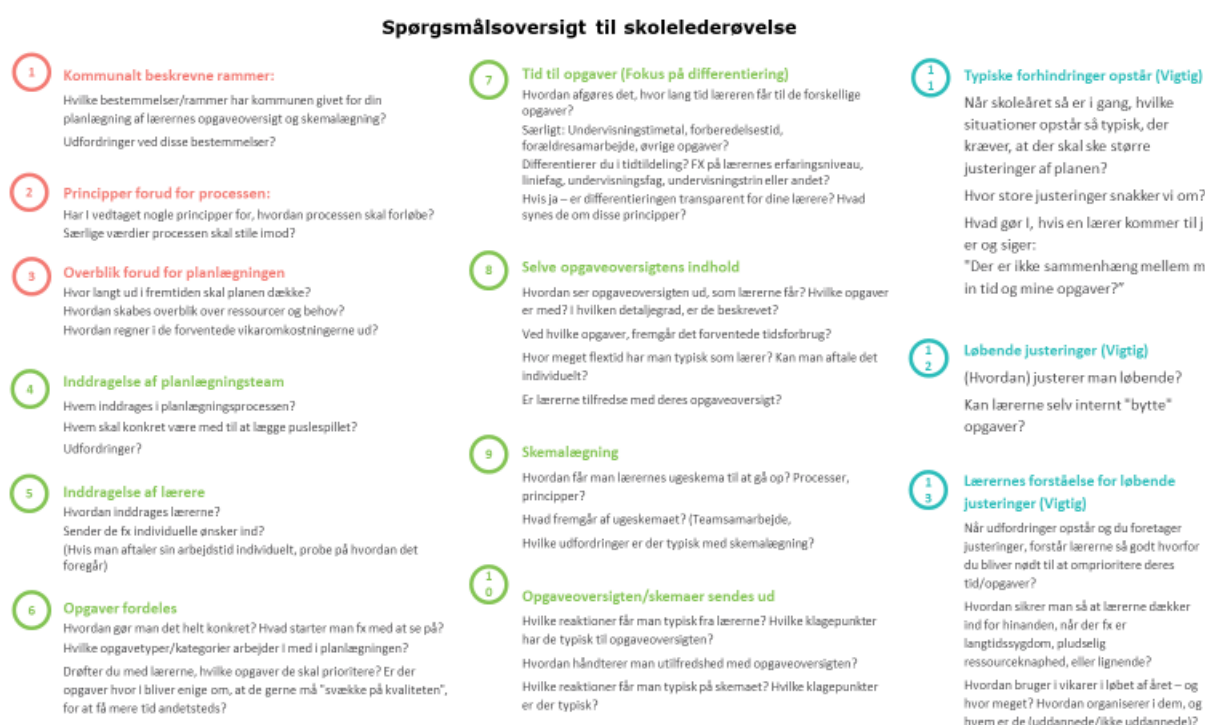 Spørgsmålsoversigt til skolelederøvelse
1
Kommunalt beskrevne rammer:
Hvilke bestemmelser/rammer har kommunen givet for din
planlægning af lærernes opgaveoversigt og skemalægning?
Udfordringer ved disse bestemmelser?
2
Principper forud for processen:
Har I vedtaget nogle principper for, hvordan processen skal forløbe?
Særlige værdier processen skal stile imod?
3
Overblik forud for planlægningen
Hvor langt ud i fremtiden skal planen dække?
Hvordan skabes overblik over ressourcer og behov?
Hvordan regner i de forventede vikaromkostningerne ud?
4
Inddragelse af planlægningsteam
Hvem inddrages i planlægningsprocessen?
Hvem skal konkret være med til at lægge puslespillet?
Udfordringer?
5
Inddragelse af lærere
Hvordan inddrages lærerne?
Sender de fx individuelle ønsker ind?
(Hvis man aftaler sin arbejdstid individuelt, probe på hvordan det
foregår)
6
Opgaver fordeles
Hvordan gør man det helt konkret? Hvad starter man fx med at se på?
Hvilke opgavetyper/kategorier arbejder I med i planlægningen?
Drøfter du med lærerne, hvilke opgaver de skal prioritere? Er der
opgaver hvor I bliver enige om, at de gerne må "svække på kvaliteten",
for at få mere tid andetsteds?
7
Tid til opgaver (Fokus på differentiering)
Hvordan afgøres det, hvor lang tid læreren får til de forskellige
opgaver?
Særligt: Undervisningstimetal, forberedelsestid,
forældresamarbejde, øvrige opgaver?
Differentierer du i tidtildeling? FX på lærernes erfaringsniveau,
liniefag, undervisningsfag, undervisningstrin eller andet?
Hvis ja – er differentieringen transparent for dine lærere? Hvad
synes de om disse principper?
8
Selve opgaveoversigtens indhold
Hvordan ser opgaveoversigten ud, som lærerne får? Hvilke opgaver
er med? I hvilken detaljegrad, er de beskrevet?
Ved hvilke opgaver, fremgår det forventede tidsforbrug?
Hvor meget flextid har man typisk som lærer? Kan man aftale det
individuelt?
Er lærerne tilfredse med deres opgaveoversigt?
9
Skemalægning
Hvordan får man lærernes ugeskema til at gå op? Processer,
principper?
Hvad fremgår af ugeskemaet? (Teamsamarbejde,
Hvilke udfordringer er der typisk med skemalægning?
1
0
Opgaveoversigten/skemaer sendes ud
Hvilke reaktioner får man typisk fra lærerne? Hvilke klagepunkter
har de typisk til opgaveoversigten?
Hvordan håndterer man utilfredshed med opgaveoversigten?
Hvilke reaktioner får man typisk på skemaet? Hvilke klagepunkter
er der typisk?
1
1
Typiske forhindringer opstår (Vigtig)
Når skoleåret så er i gang, hvilke
situationer opstår så typisk, der
kræver, at der skal ske større
justeringer af planen?
Hvor store justeringer snakker vi om?
Hvad gør I, hvis en lærer kommer til j
er og siger:
"Der er ikke sammenhæng mellem m
in tid og mine opgaver?"
1
2
Løbende justeringer (Vigtig)
(Hvordan) justerer man løbende?
Kan lærerne selv internt "bytte"
opgaver?
1
3
Lærernes forståelse for løbende
justeringer (Vigtig)
Når udfordringer opstår og du foretager
justeringer, forstår lærerne så godt hvorfor
du bliver nødt til at omprioritere deres
tid/opgaver?
Hvordan sikrer man så at lærerne dækker
ind for hinanden, når der fx er
langtidssygdom, pludselig
ressourceknaphed, eller lignende?
Hvordan bruger i vikarer i løbet af året – og
hvor meget? Hvordan organiserer i dem, og
hvem er de (uddannede/ikke uddannede)?